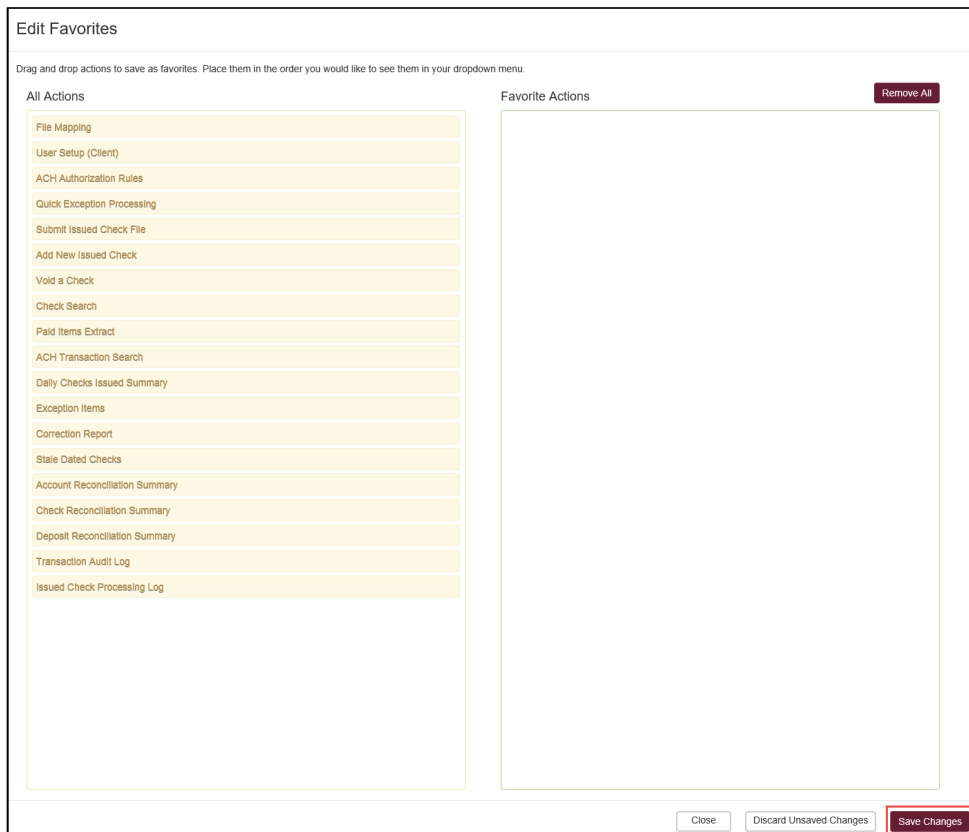 Edit Favorites
Drag and drop actions to save as favorites. Place them in the order you would like to see them in your dropdown menu.
All Actions
Favorite Actions
Remove All
File Mapping
User Setup (Client)
ACH Authorization Rules
Quick Exception Processing
Submit Issued Check File
Add New Issued Check
Void a Check
Check Search
Paid Items Extract
ACH Transaction Search
Daily Checks Issued Summary
Exception Items
Correction Report
Stale Dated Checks
Account Reconciliation Summary
Check Reconciliation Summary
Deposit Reconciliation Summary
Transaction Audit Log
Issued Check Processing Log
Close
Discard Unsaved Changes
Save Changes